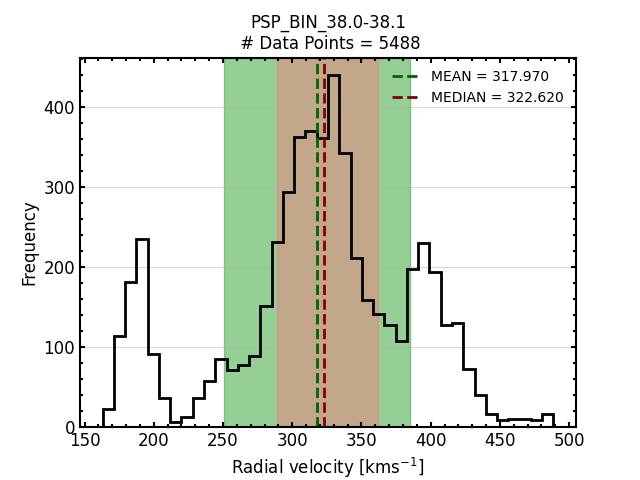 PSP_BIN_38.0-38.1
# Data Points = 5488
MEAN = 317.970
MEDIAN = 322.620
Frequency
400
300
200
100
0
150 200 250 300 350 400 450 500
Radial velocity [kms⁻¹]